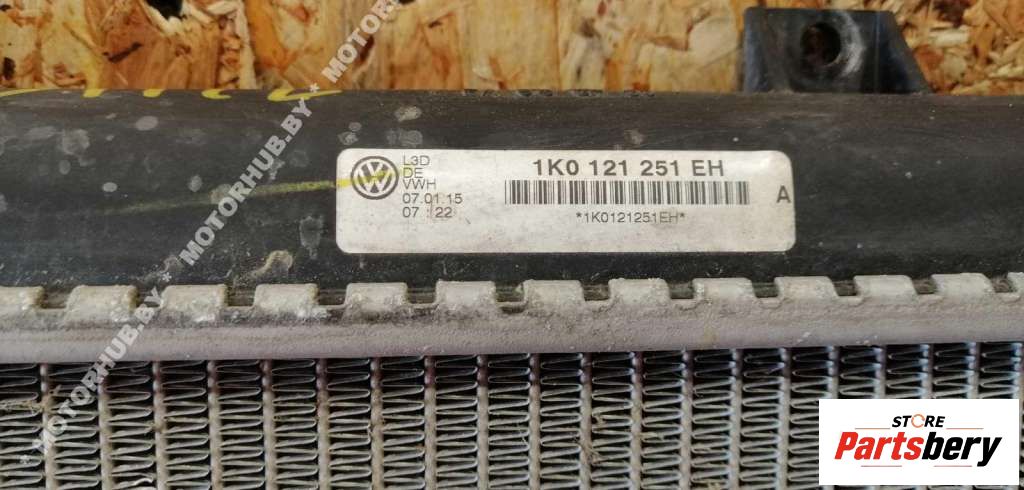 * MOTORHUB.BY * MOTORHUB.BY * MOTORHUB
L3D
DE
VWH
07.01.15
07 : 22
1K0 121 251 EH
*1K0121251EH*
A
STORE
Partsbery